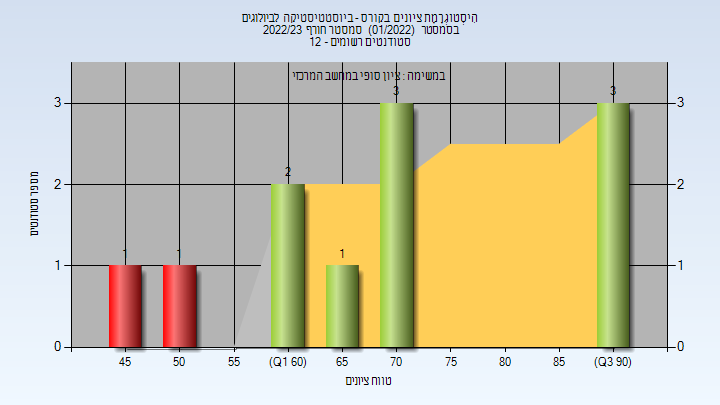 הִיסטוגרַמַת ציונים בקורס - ביוסטטיסטיקה לביולוגים
בסמסטר (01/2022) סמסטר חורף 2022/23
סטודנטים רשומים - 12
במשימה : ציון סופי במחשב המרכזי
מספר סטודנטים
3 3
2 2
1 1
0 0
1 1 2 1 3 3
45 50 55 (Q1 60) 65 70 75 80 85 (Q3 90)
טווח ציונים